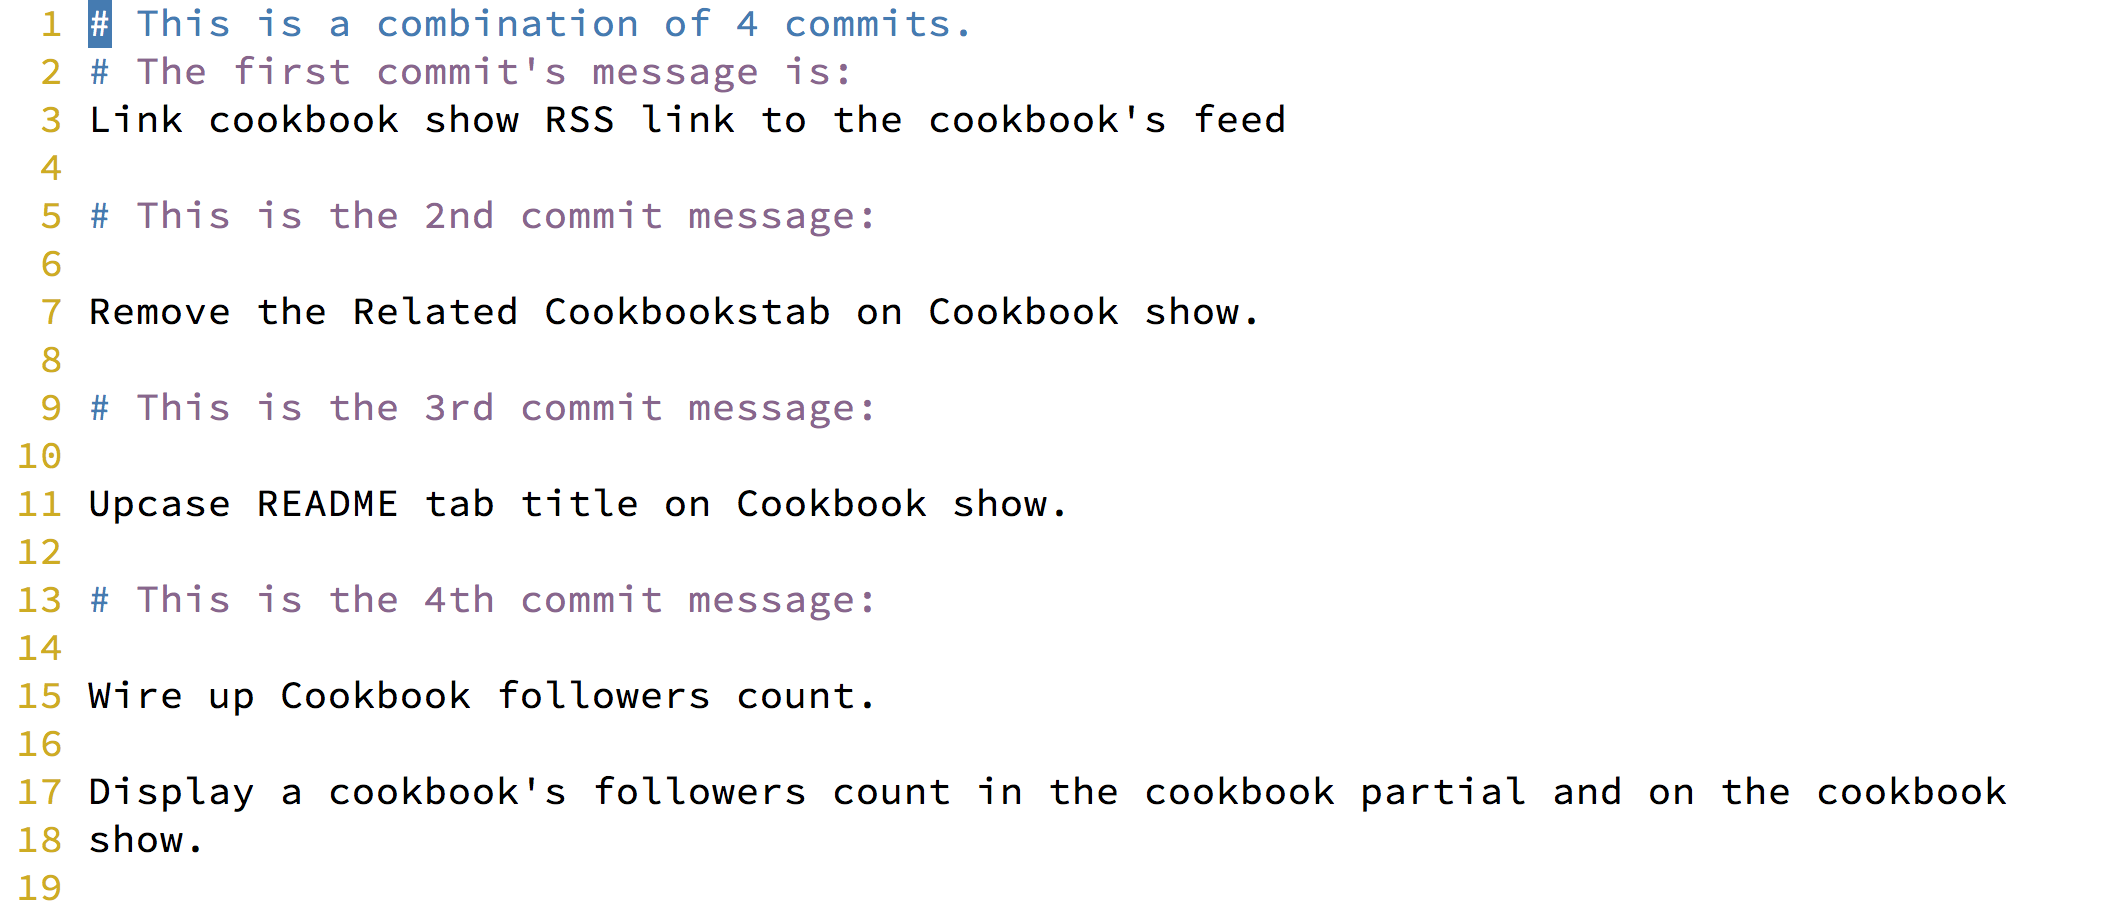 1 # This is a combination of 4 commits.
2 # The first commit's message is:
3 Link cookbook show RSS link to the cookbook's feed
4
5 # This is the 2nd commit message:
6
7 Remove the Related Cookbookstab on Cookbook show.
8
9 # This is the 3rd commit message:
10
11 Upcase README tab title on Cookbook show.
12
13 # This is the 4th commit message:
14
15 Wire up Cookbook followers count.
16
17 Display a cookbook's followers count in the cookbook partial and on the cookbook
18 show.
19